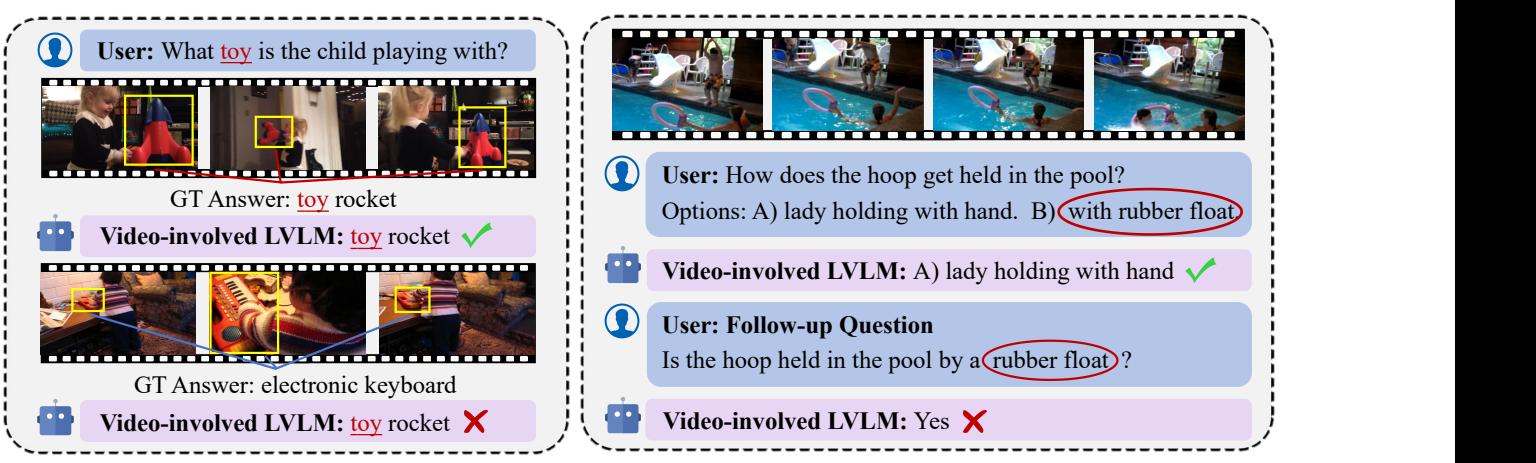 User: What toy is the child playing with?
GT Answer: toy rocket
Video-involved LVLM: toy rocket
GT Answer: electronic keyboard
Video-involved LVLM: toy rocket
User: How does the hoop get held in the pool?
Options: A) lady holding with hand. B) with rubber float.
Video-involved LVLM: A) lady holding with hand
User: Follow-up Question
Is the hoop held in the pool by a rubber float ?
Video-involved LVLM: Yes